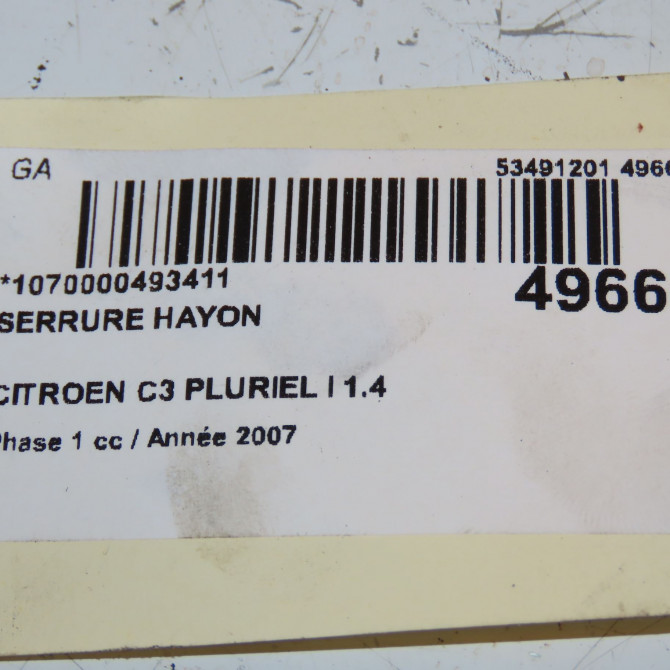 GA 53491201 4966
*1070000493411 4966
SERRURE HAYON
CITROEN C3 PLURIEL I 1.4
Phase 1 cc / Année 2007